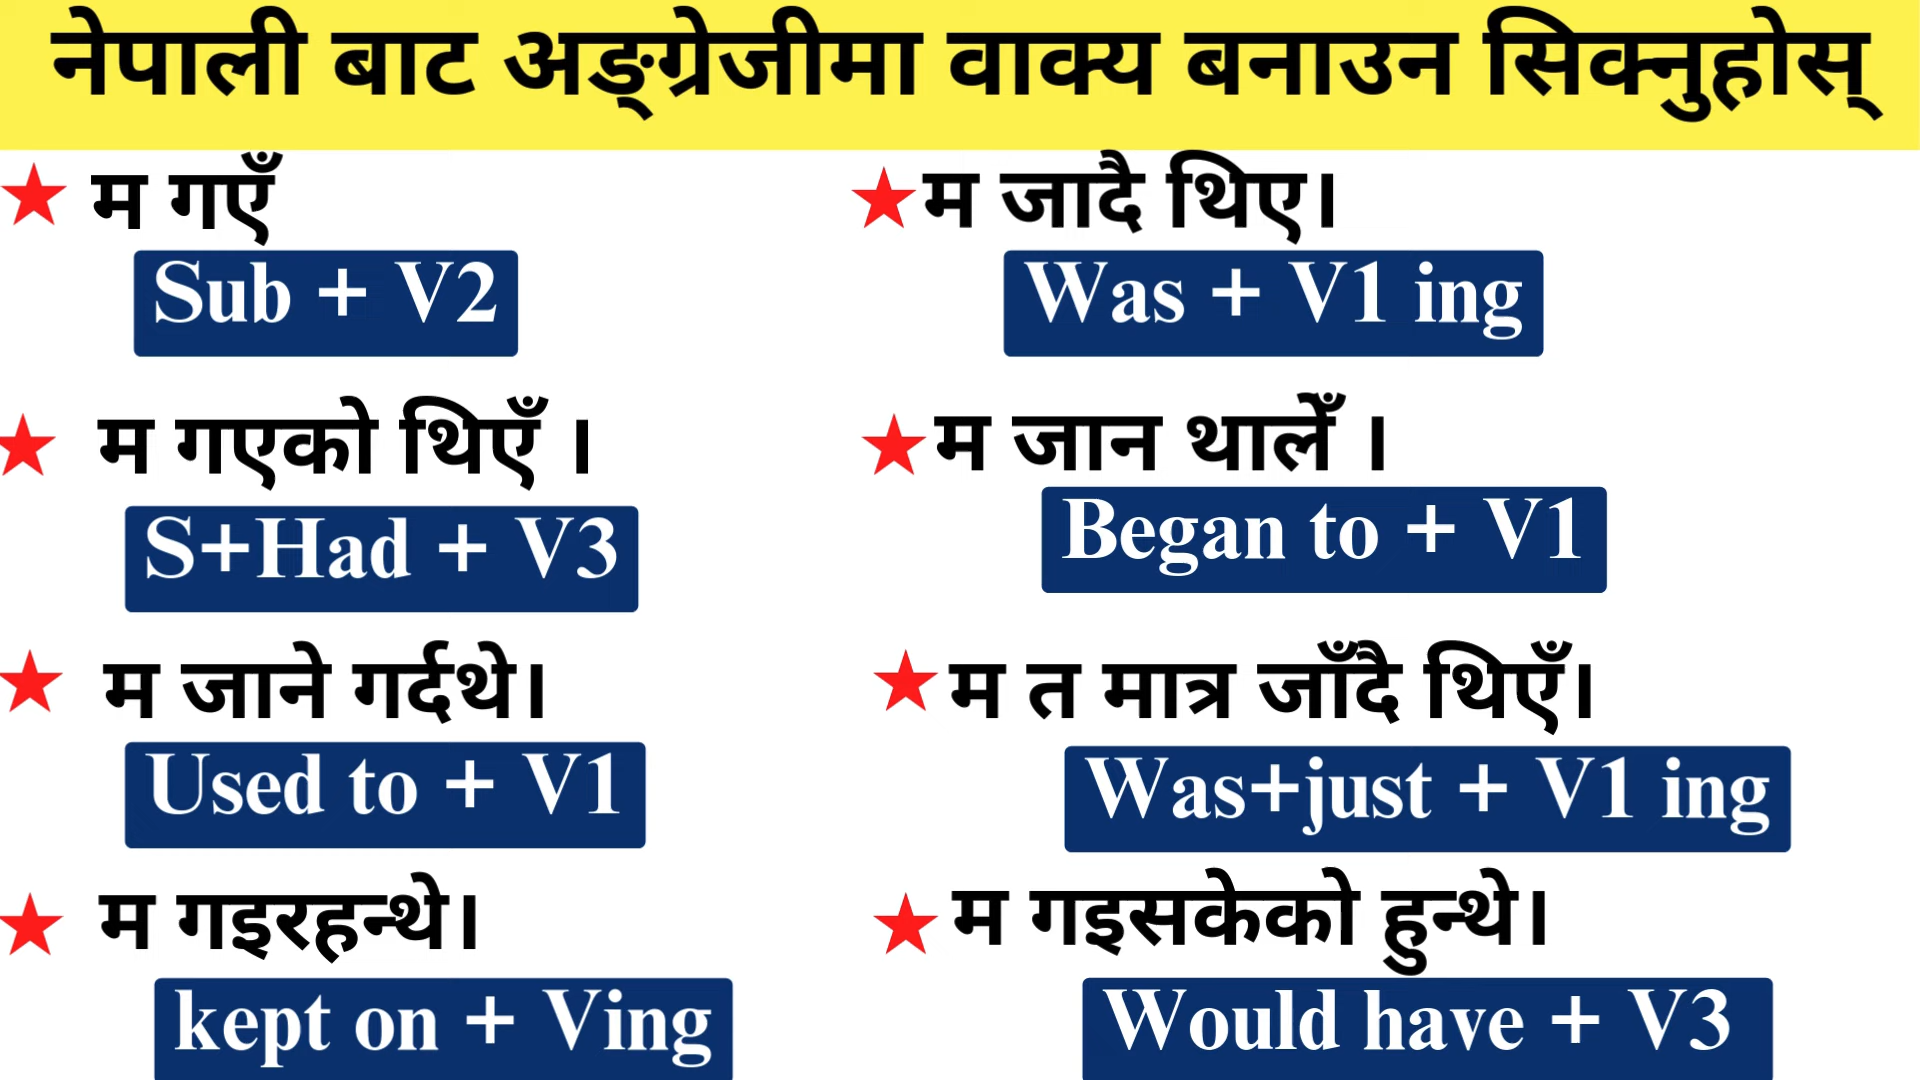 नेपाली बाट अङ्ग्रेजीमा वाक्य बनाउन सिक्नुहोस्
म गएँ
Sub + V2
म जादै थिए।
Was + V1 ing
म गएको थिएँ ।
S+Had + V3
म जान थालेँ ।
Began to + V1
म जाने गर्दथे।
Used to + V1
म त मात्र जाँदै थिएँ।
Was+just + V1 ing
म गइरहन्थे।
kept on + Ving
म गइसकेको हुन्थे।
Would have + V3